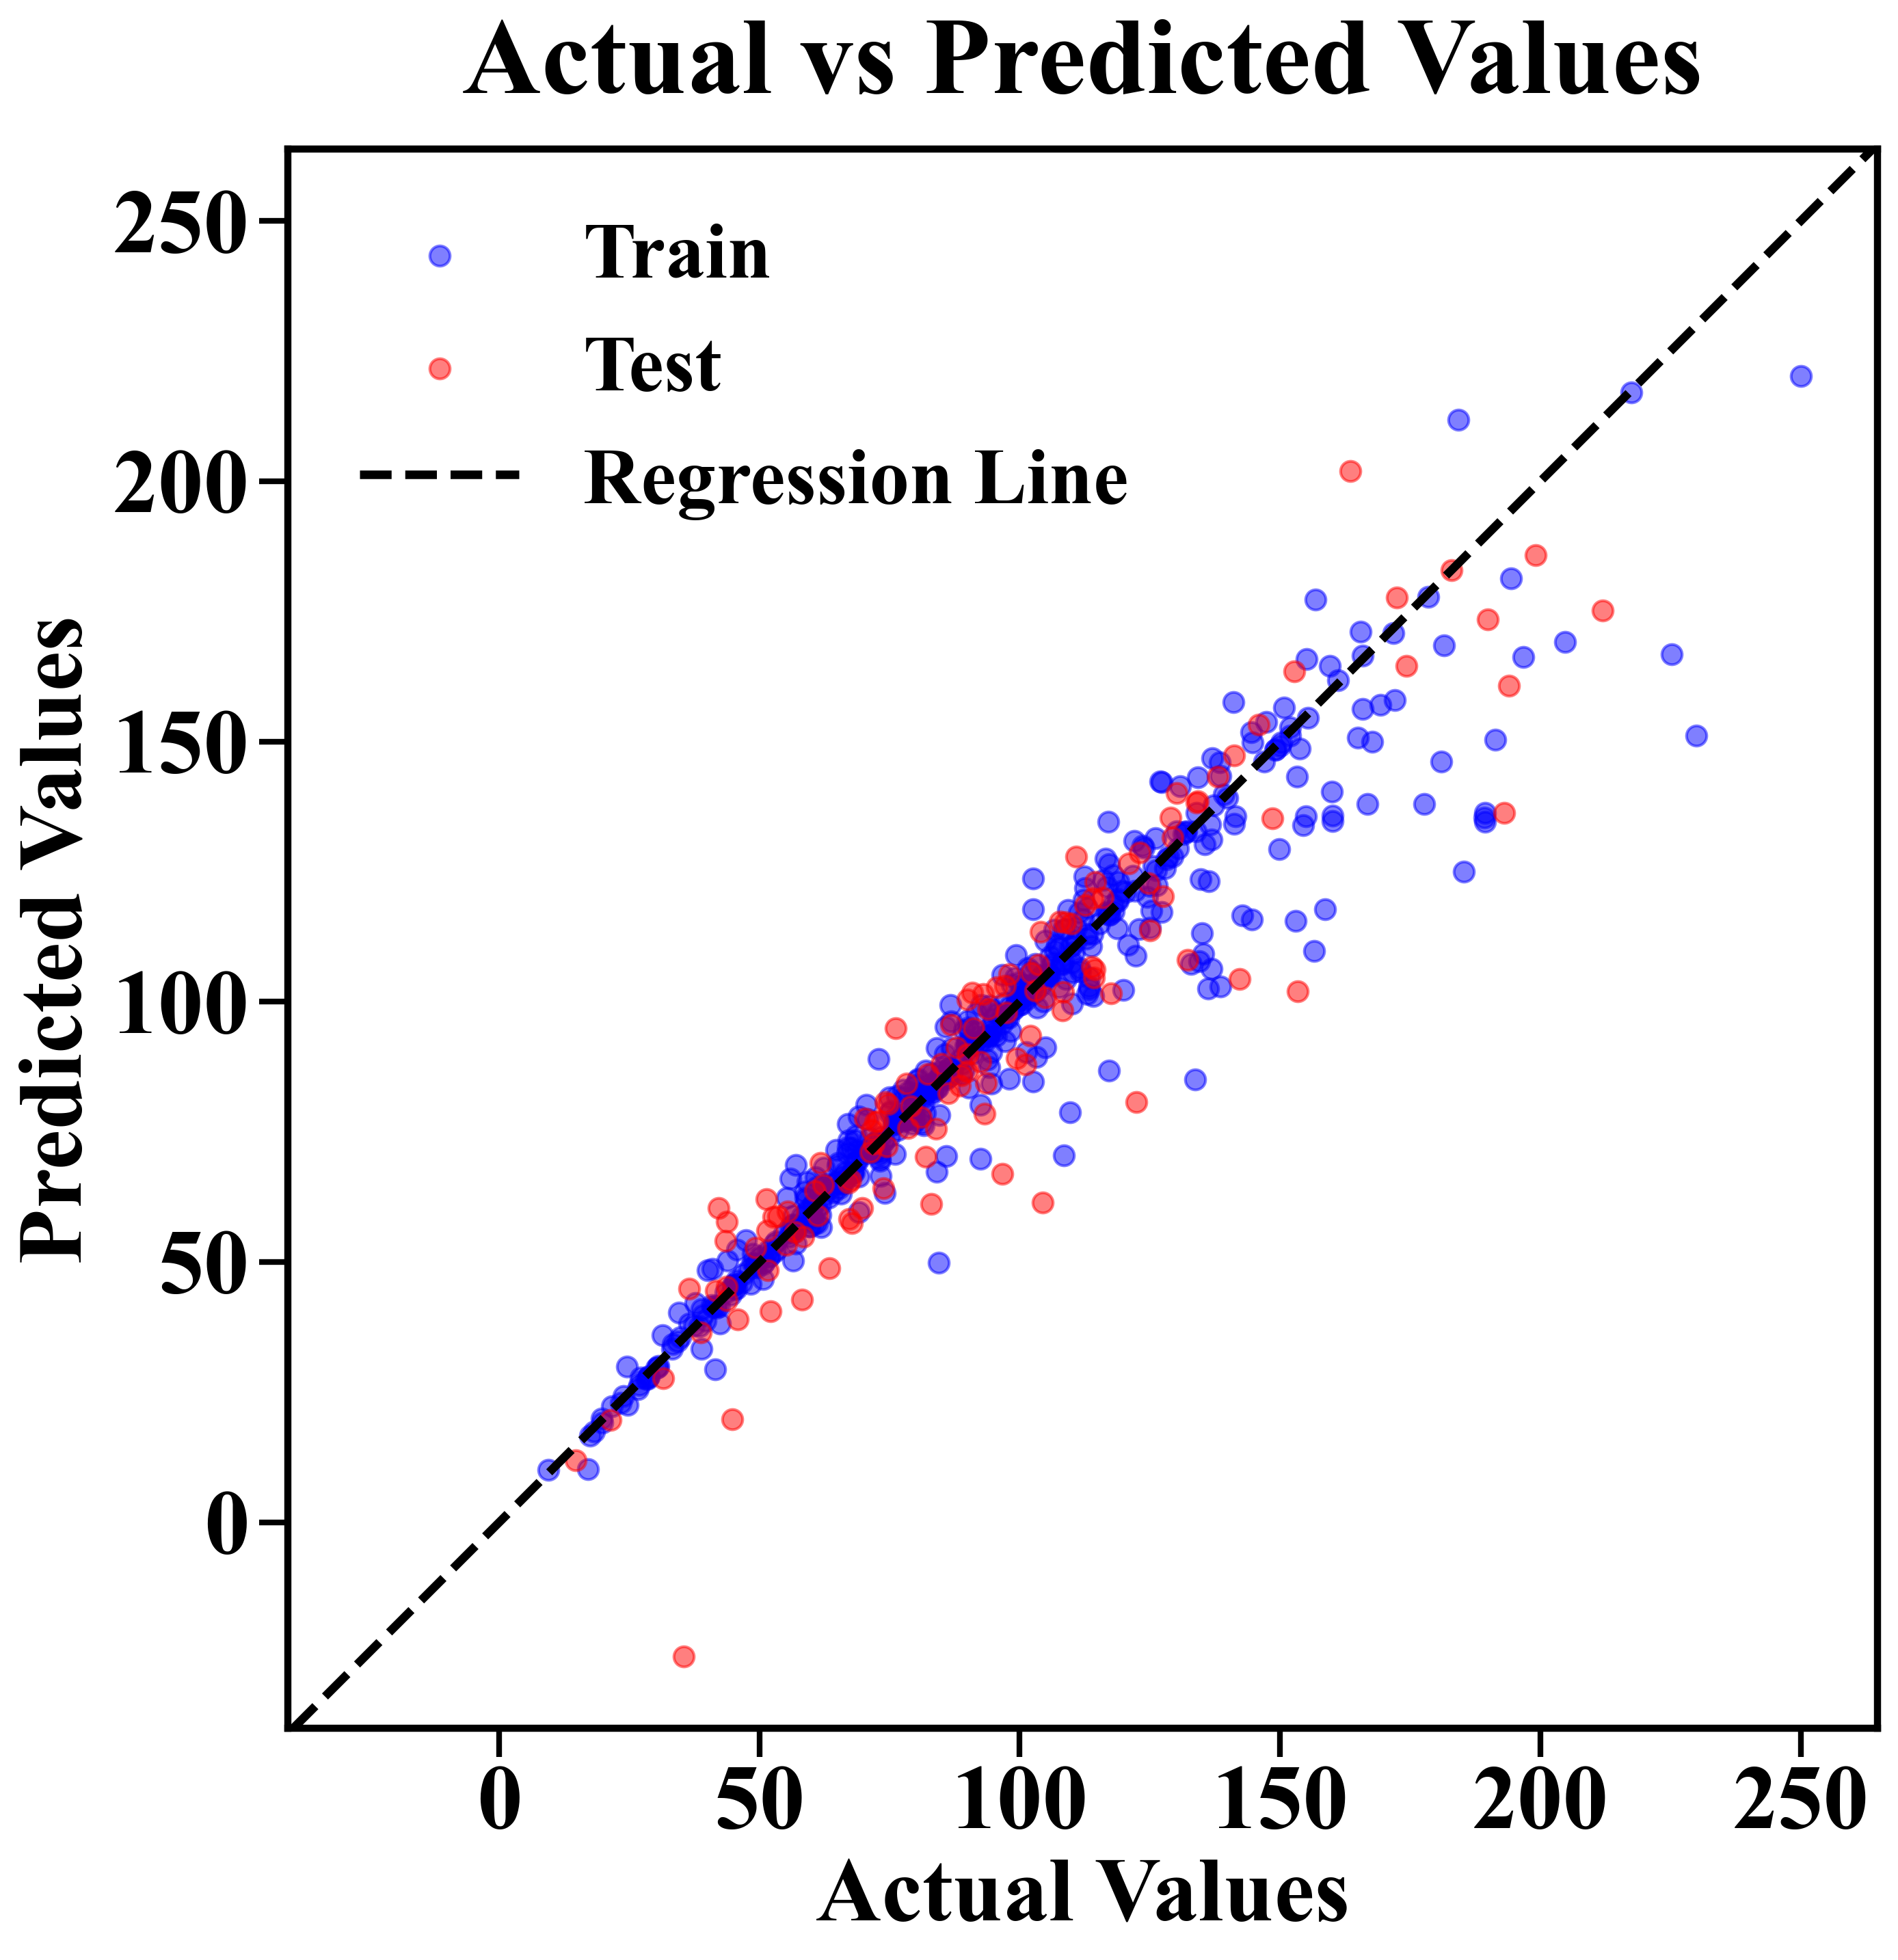 Actual vs Predicted Values
Train
Test
Regression Line
Predicted Values
250
200
150
100
50
0
0 50 100 150 200 250
Actual Values